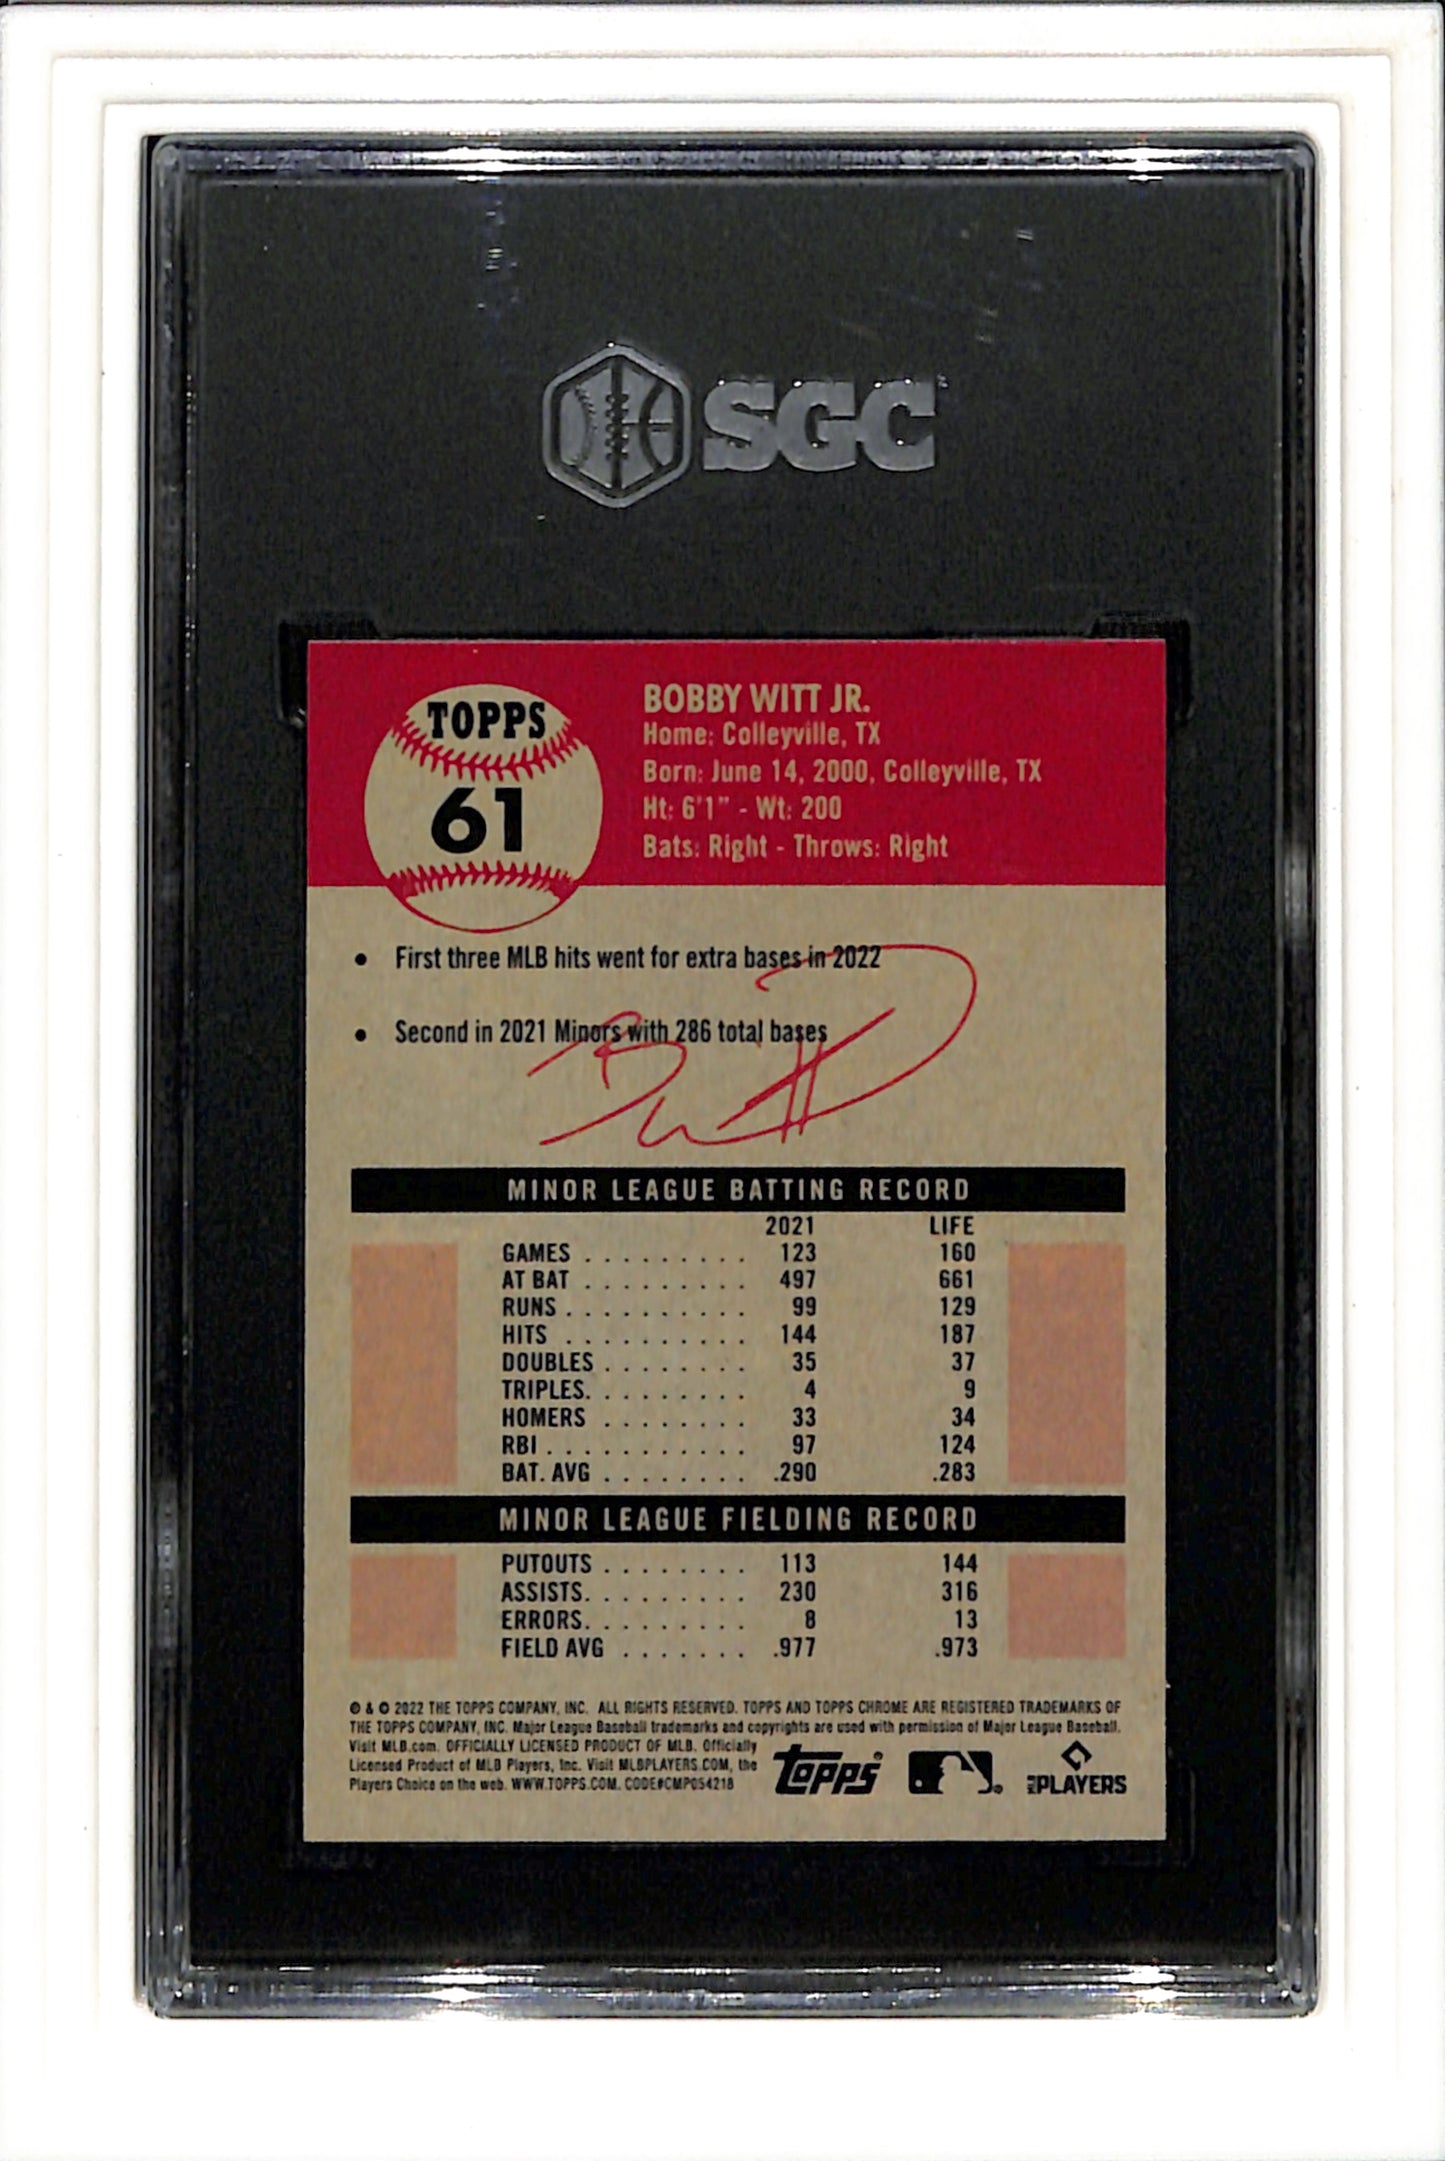 SGC
TOPPS
61
BOBBY WITT JR.
Home: Colleyville, TX
Born: June 14, 2000, Colleyville, TX
Ht: 6'1" - Wt: 200
Bats: Right - Throws: Right
• First three MLB hits went for extra bases in 2022
• Second in 2021 Minors with 286 total bases
MINOR LEAGUE BATTING RECORD
2021 LIFE
GAMES . . . . . . . . . 123 160
AT BAT . . . . . . . . . 497 661
RUNS . . . . . . . . . . 99 129
HITS . . . . . . . . . . 144 187
DOUBLES . . . . . . . . 35 37
TRIPLES. . . . . . . . . 4 9
HOMERS . . . . . . . . 33 34
RBI . . . . . . . . . . . 97 124
BAT. AVG . . . . . . . . .290 .283
MINOR LEAGUE FIELDING RECORD
PUTOUTS . . . . . . . . 113 144
ASSISTS. . . . . . . . . 230 316
ERRORS. . . . . . . . . 8 13
FIELD AVG . . . . . . . .977 .973
® & © 2022 THE TOPPS COMPANY, INC. ALL RIGHTS RESERVED. TOPPS AND TOPPS CHROME ARE REGISTERED TRADEMARKS OF
THE TOPPS COMPANY, INC. Major League Baseball trademarks and copyrights are used with permission of Major League Baseball.
Visit MLB.com. OFFICIALLY LICENSED PRODUCT OF MLB. Officially
Licensed Product of MLB Players, Inc. Visit MLBPLAYERS.COM, the
Players Choice on the web. WWW.TOPPS.COM. CODE#CMP054218
Topps®
PLAYERS